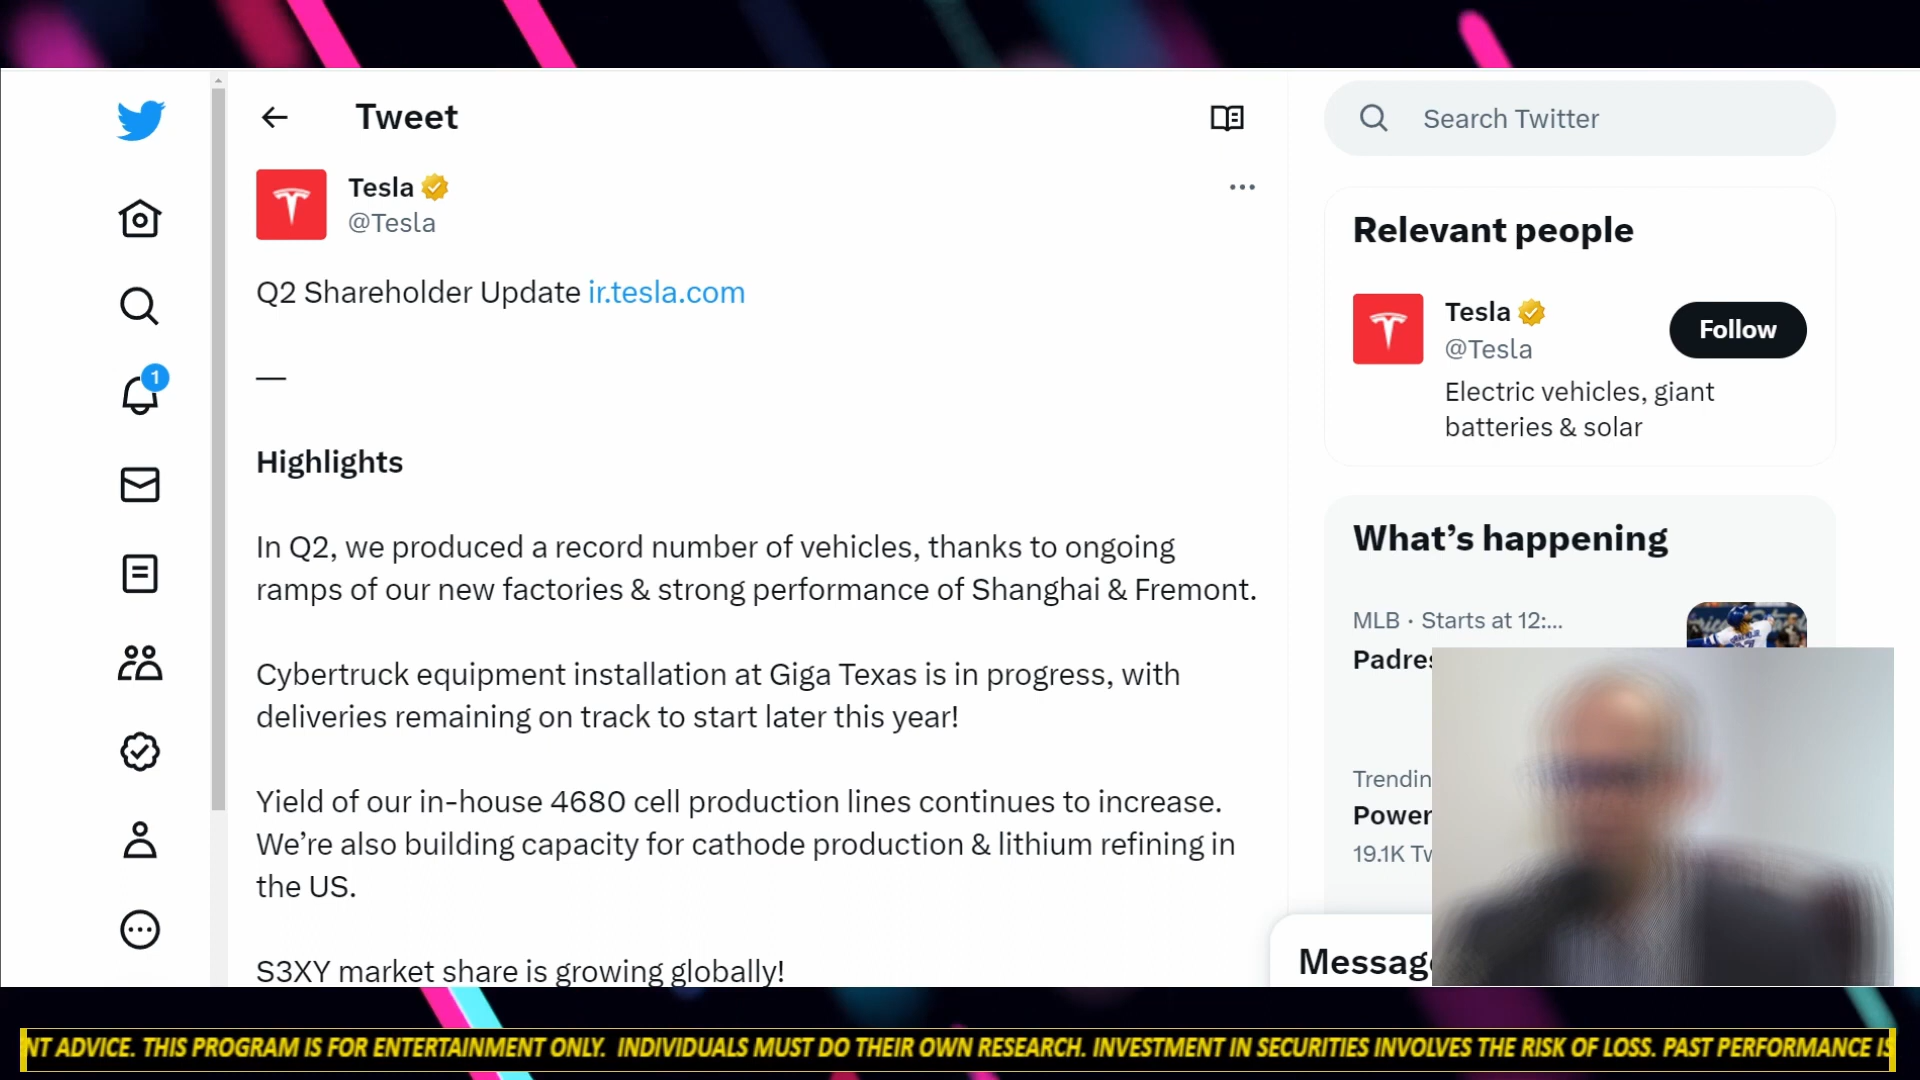 Tweet
Tesla
@Tesla
Q2 Shareholder Update ir.tesla.com
—
Highlights
In Q2, we produced a record number of vehicles, thanks to ongoing
ramps of our new factories & strong performance of Shanghai & Fremont.
Cybertruck equipment installation at Giga Texas is in progress, with
deliveries remaining on track to start later this year!
Yield of our in-house 4680 cell production lines continues to increase.
We’re also building capacity for cathode production & lithium refining in
the US.
S3XY market share is growing globally!
1
Search Twitter
Relevant people
Tesla
@Tesla
Follow
Electric vehicles, giant
batteries & solar
What’s happening
MLB · Starts at 12:...
Padres
Trendin
Power
19.1K Tw
Messag
NT ADVICE. THIS PROGRAM IS FOR ENTERTAINMENT ONLY. INDIVIDUALS MUST DO THEIR OWN RESEARCH. INVESTMENT IN SECURITIES INVOLVES THE RISK OF LOSS. PAST PERFORMANCE IS